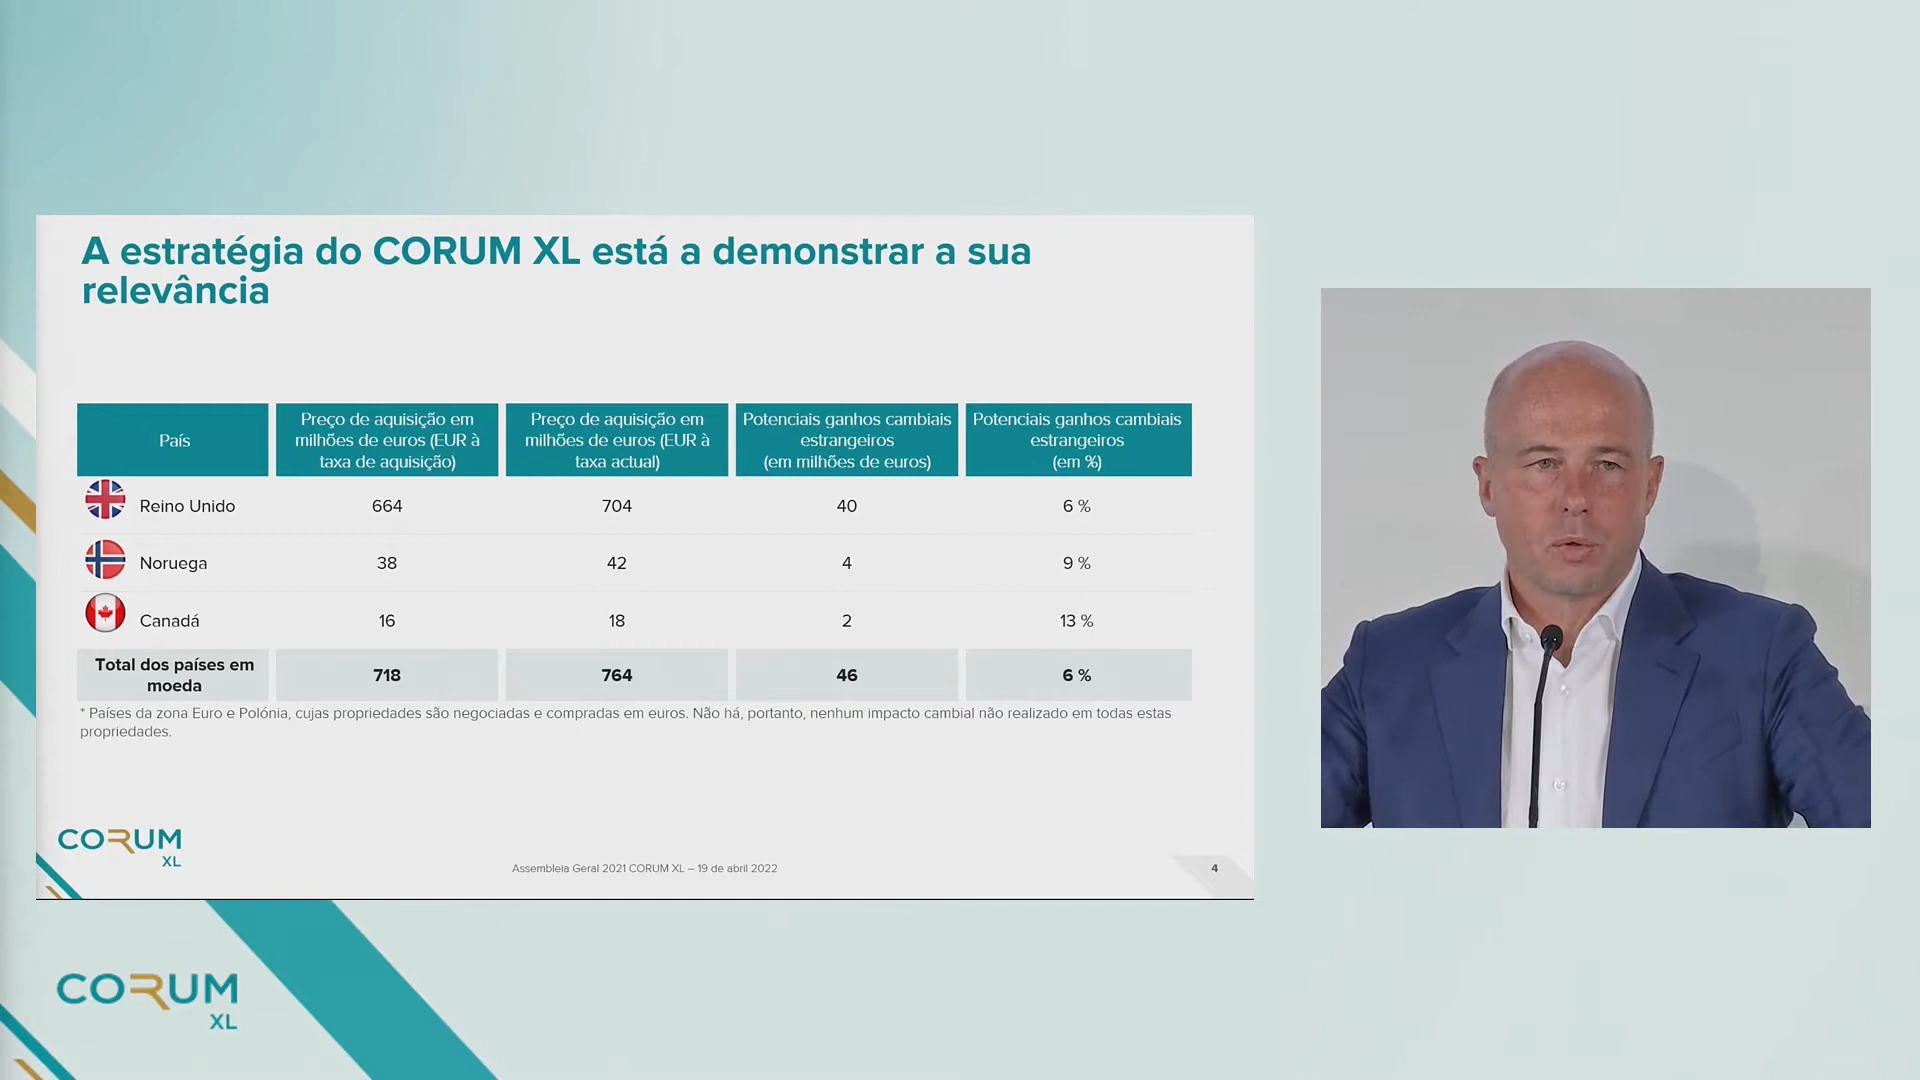 A estratégia do CORUM XL está a demonstrar a sua
relevância
País
Preço de aquisição em
milhões de euros (EUR à
taxa de aquisição)
Preço de aquisição em
milhões de euros (EUR à
taxa actual)
Potenciais ganhos cambiais
estrangeiros
(em milhões de euros)
Potenciais ganhos cambiais
estrangeiros
(em %)
Reino Unido 664 704 40 6 %
Noruega 38 42 4 9 %
Canadá 16 18 2 13 %
Total dos países em
moeda
718 764 46 6 %
* Países da zona Euro e Polónia, cujas propriedades são negociadas e compradas em euros. Não há, portanto, nenhum impacto cambial não realizado em todas estas
propriedades.
CORUM
XL
Assembleia Geral 2021 CORUM XL – 19 de abril 2022
4
CORUM
XL